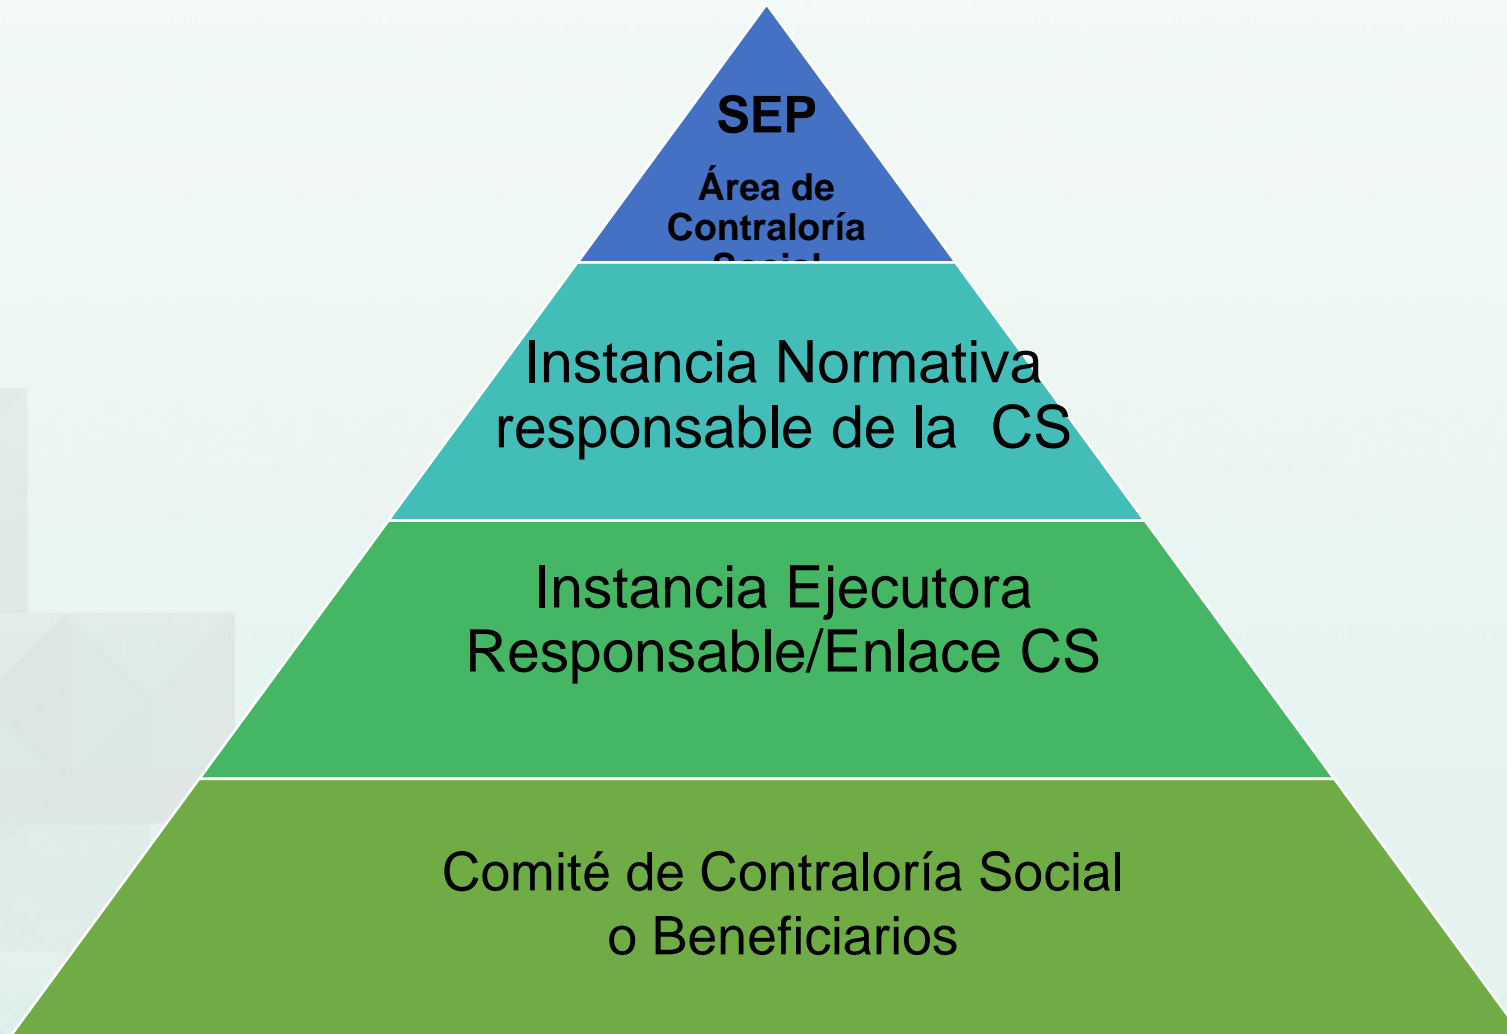 SEP
Área de
Contraloría
Social
Instancia Normativa
responsable de la  CS
Instancia Ejecutora
Responsable/Enlace CS
Comité de Contraloría Social
o Beneficiarios